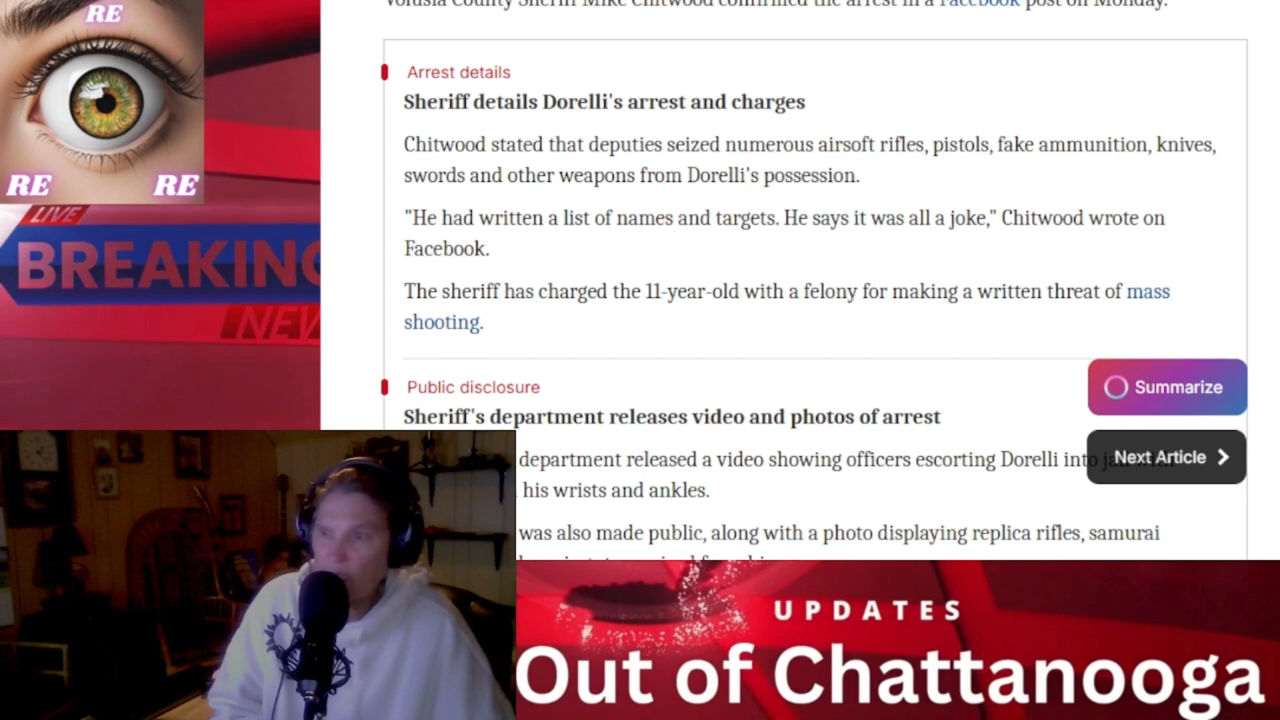 RE
RE RE
LIVE
BREAKING
NEW
Volusia County Sheriff Mike Chitwood confirmed the arrest in a Facebook post on Monday.
Arrest details
Sheriff details Dorelli's arrest and charges
Chitwood stated that deputies seized numerous airsoft rifles, pistols, fake ammunition, knives,
swords and other weapons from Dorelli's possession.
"He had written a list of names and targets. He says it was all a joke," Chitwood wrote on
Facebook.
The sheriff has charged the 11-year-old with a felony for making a written threat of mass
shooting.
Summarize
Public disclosure
Sheriff's department releases video and photos of arrest
department released a video showing officers escorting Dorelli into
Next Article
his wrists and ankles.
was also made public, along with a photo displaying replica rifles, samurai
UPDATES
Out of Chattanooga